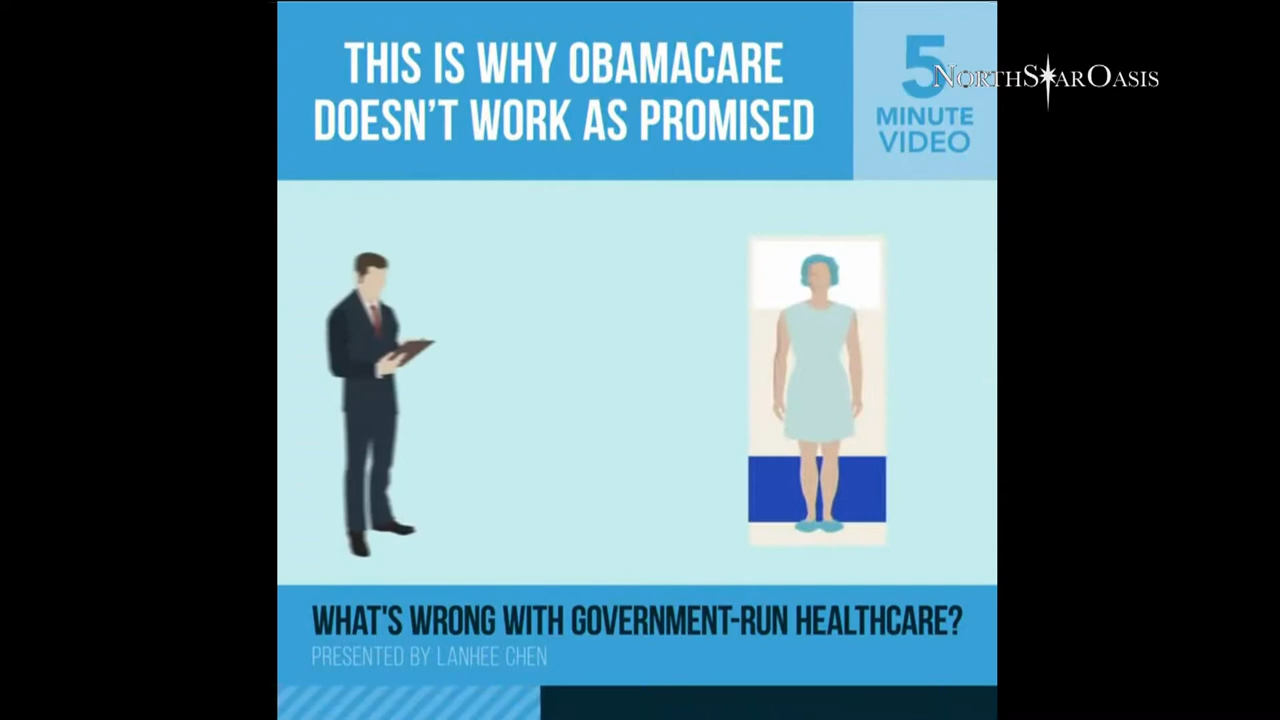 THIS IS WHY OBAMACARE
DOESN'T WORK AS PROMISED
5
MINUTE
VIDEO
NORTHSTAROASIS
WHAT'S WRONG WITH GOVERNMENT-RUN HEALTHCARE?
PRESENTED BY LANHEE CHEN